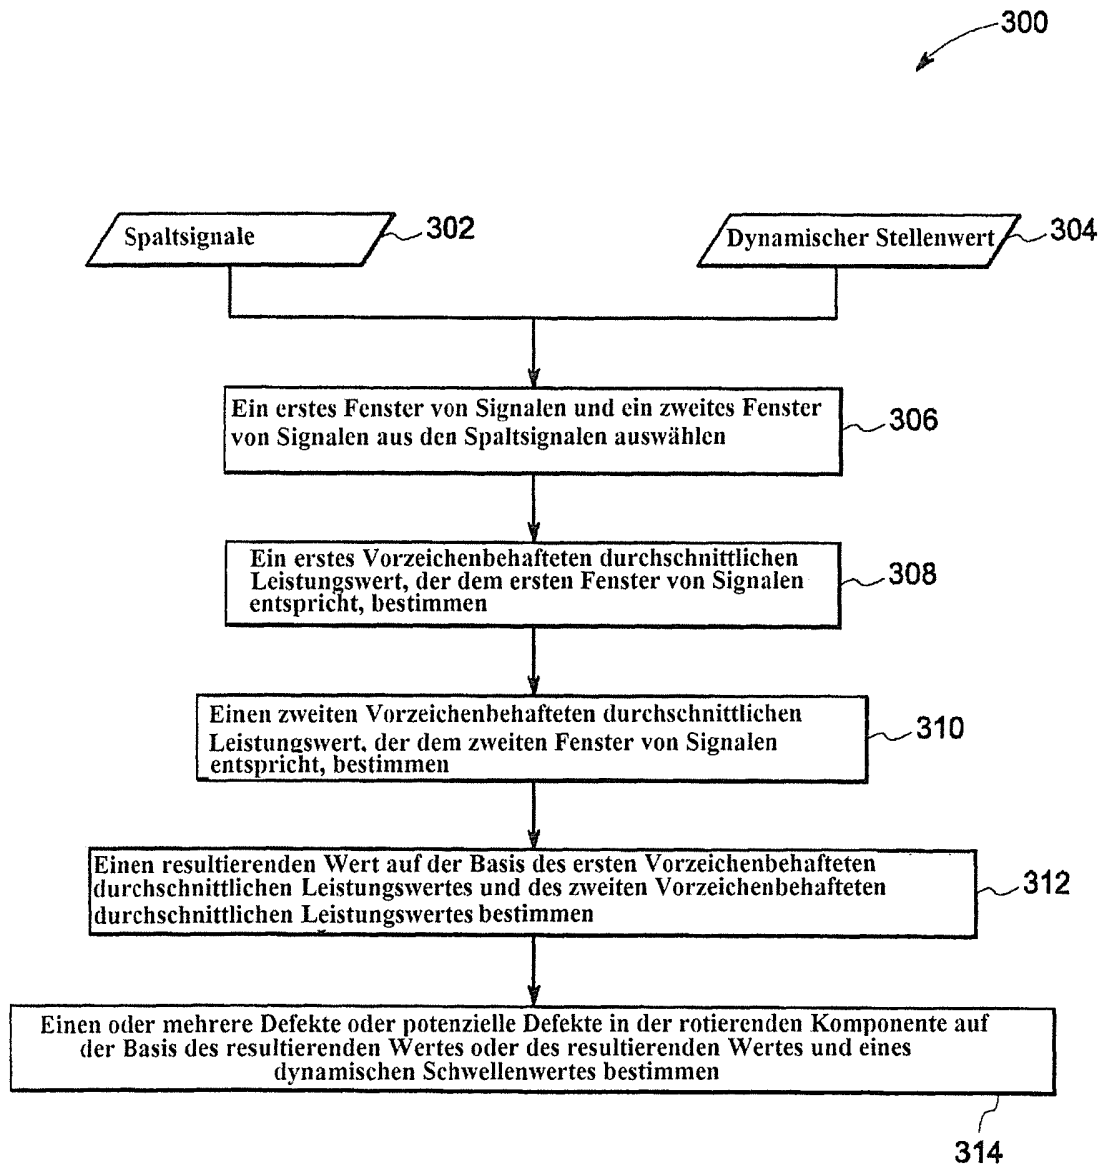 300
Spaltsignale
302
Dynamischer Stellenwert
304
Ein erstes Fenster von Signalen und ein zweites Fenster
von Signalen aus den Spaltsignalen auswählen
306
Ein erstes Vorzeichenbehafteten durchschnittlichen
Leistungswert, der dem ersten Fenster von Signalen
entspricht, bestimmen
308
Einen zweiten Vorzeichenbehafteten durchschnittlichen
Leistungswert, der dem zweiten Fenster von Signalen
entspricht, bestimmen
310
Einen resultierenden Wert auf der Basis des ersten Vorzeichenbehafteten
durchschnittlichen Leistungswertes und des zweiten Vorzeichenbehafteten
durchschnittlichen Leistungswertes bestimmen
312
Einen oder mehrere Defekte oder potenzielle Defekte in der rotierenden Komponente auf
der Basis des resultierenden Wertes oder des resultierenden Wertes und eines
dynamischen Schwellenwertes bestimmen
314